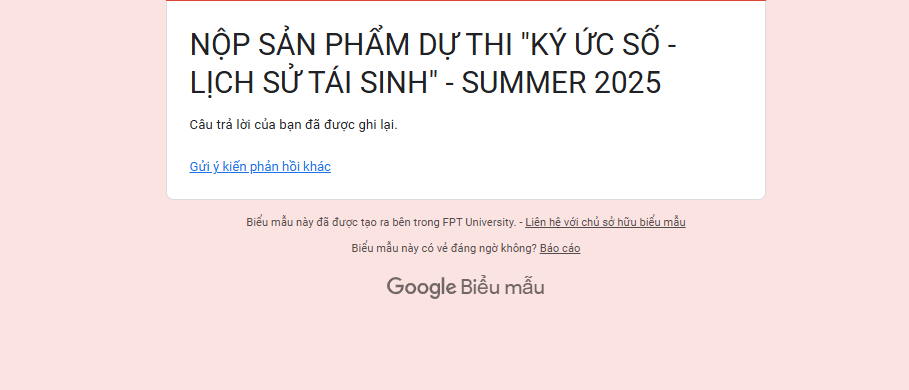 NỘP SẢN PHẨM DỰ THI "KÝ ỨC SỐ -
LỊCH SỬ TÁI SINH" - SUMMER 2025
Câu trả lời của bạn đã được ghi lại.
Gửi ý kiến phản hồi khác
Biểu mẫu này đã được tạo ra bên trong FPT University. - Liên hệ với chủ sở hữu biểu mẫu
Biểu mẫu này có vẻ đáng ngờ không? Báo cáo
Google Biểu mẫu